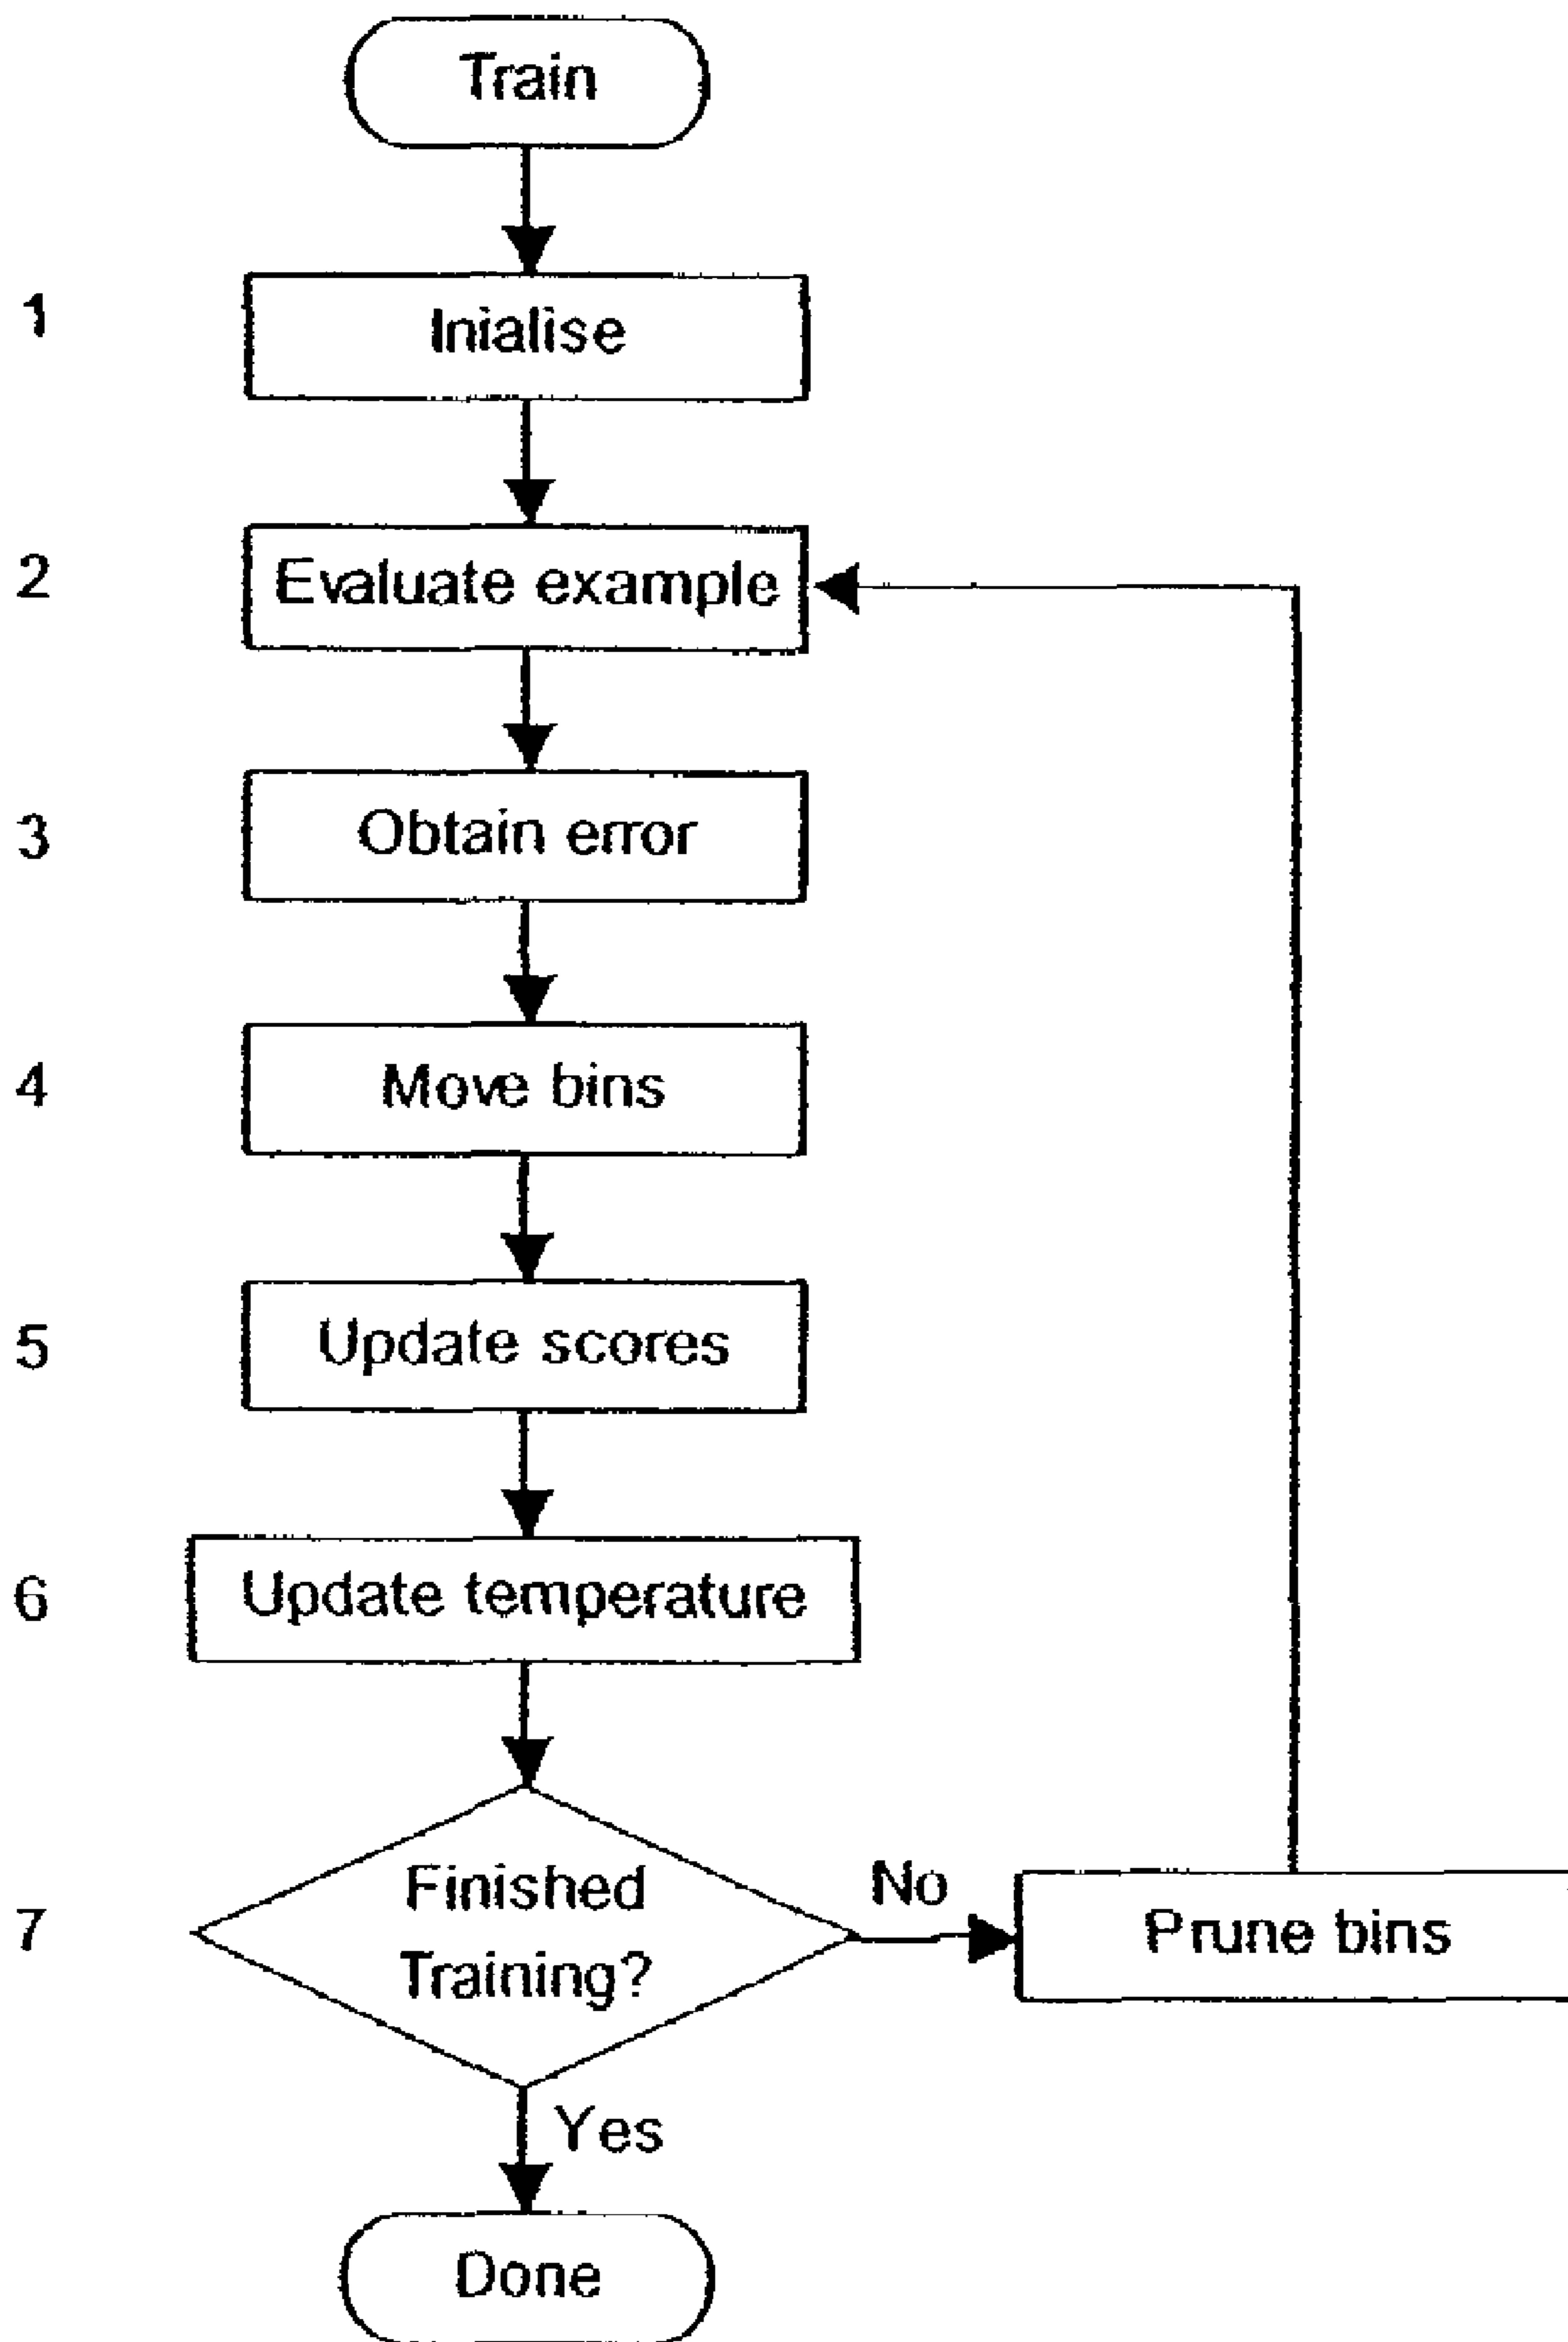 Train
1
Inialise
2
Evaluate example
3
Obtain error
4
Move bins
5
Update scores
6
Update temperature
7
Finished
Training?
No
Prune bins
Yes
Done